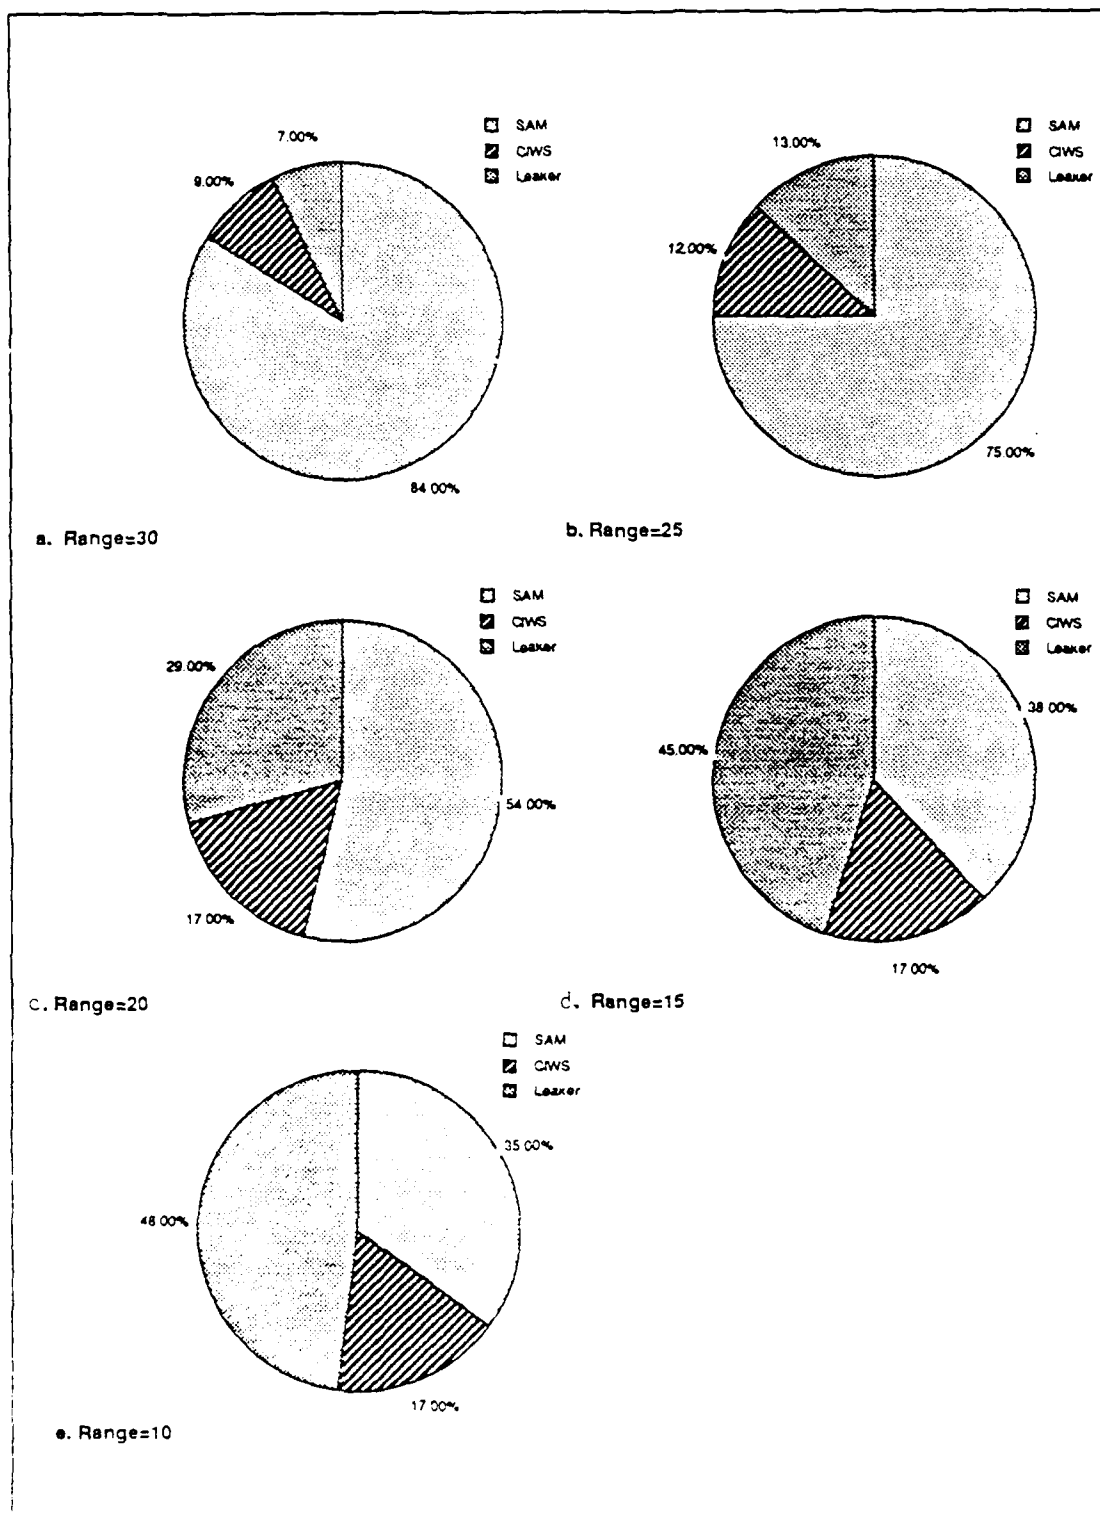 SAM
CIWS
Leaker
7.00%
9.00%
84.00%
a. Range=30
SAM
CIWS
Leaker
13.00%
12.00%
75.00%
b. Range=25
SAM
CIWS
Leaker
29.00%
54.00%
17.00%
c. Range=20
SAM
CIWS
Leaker
38.00%
45.00%
17.00%
d. Range=15
SAM
CIWS
Leaker
35.00%
48.00%
17.00%
e. Range=10